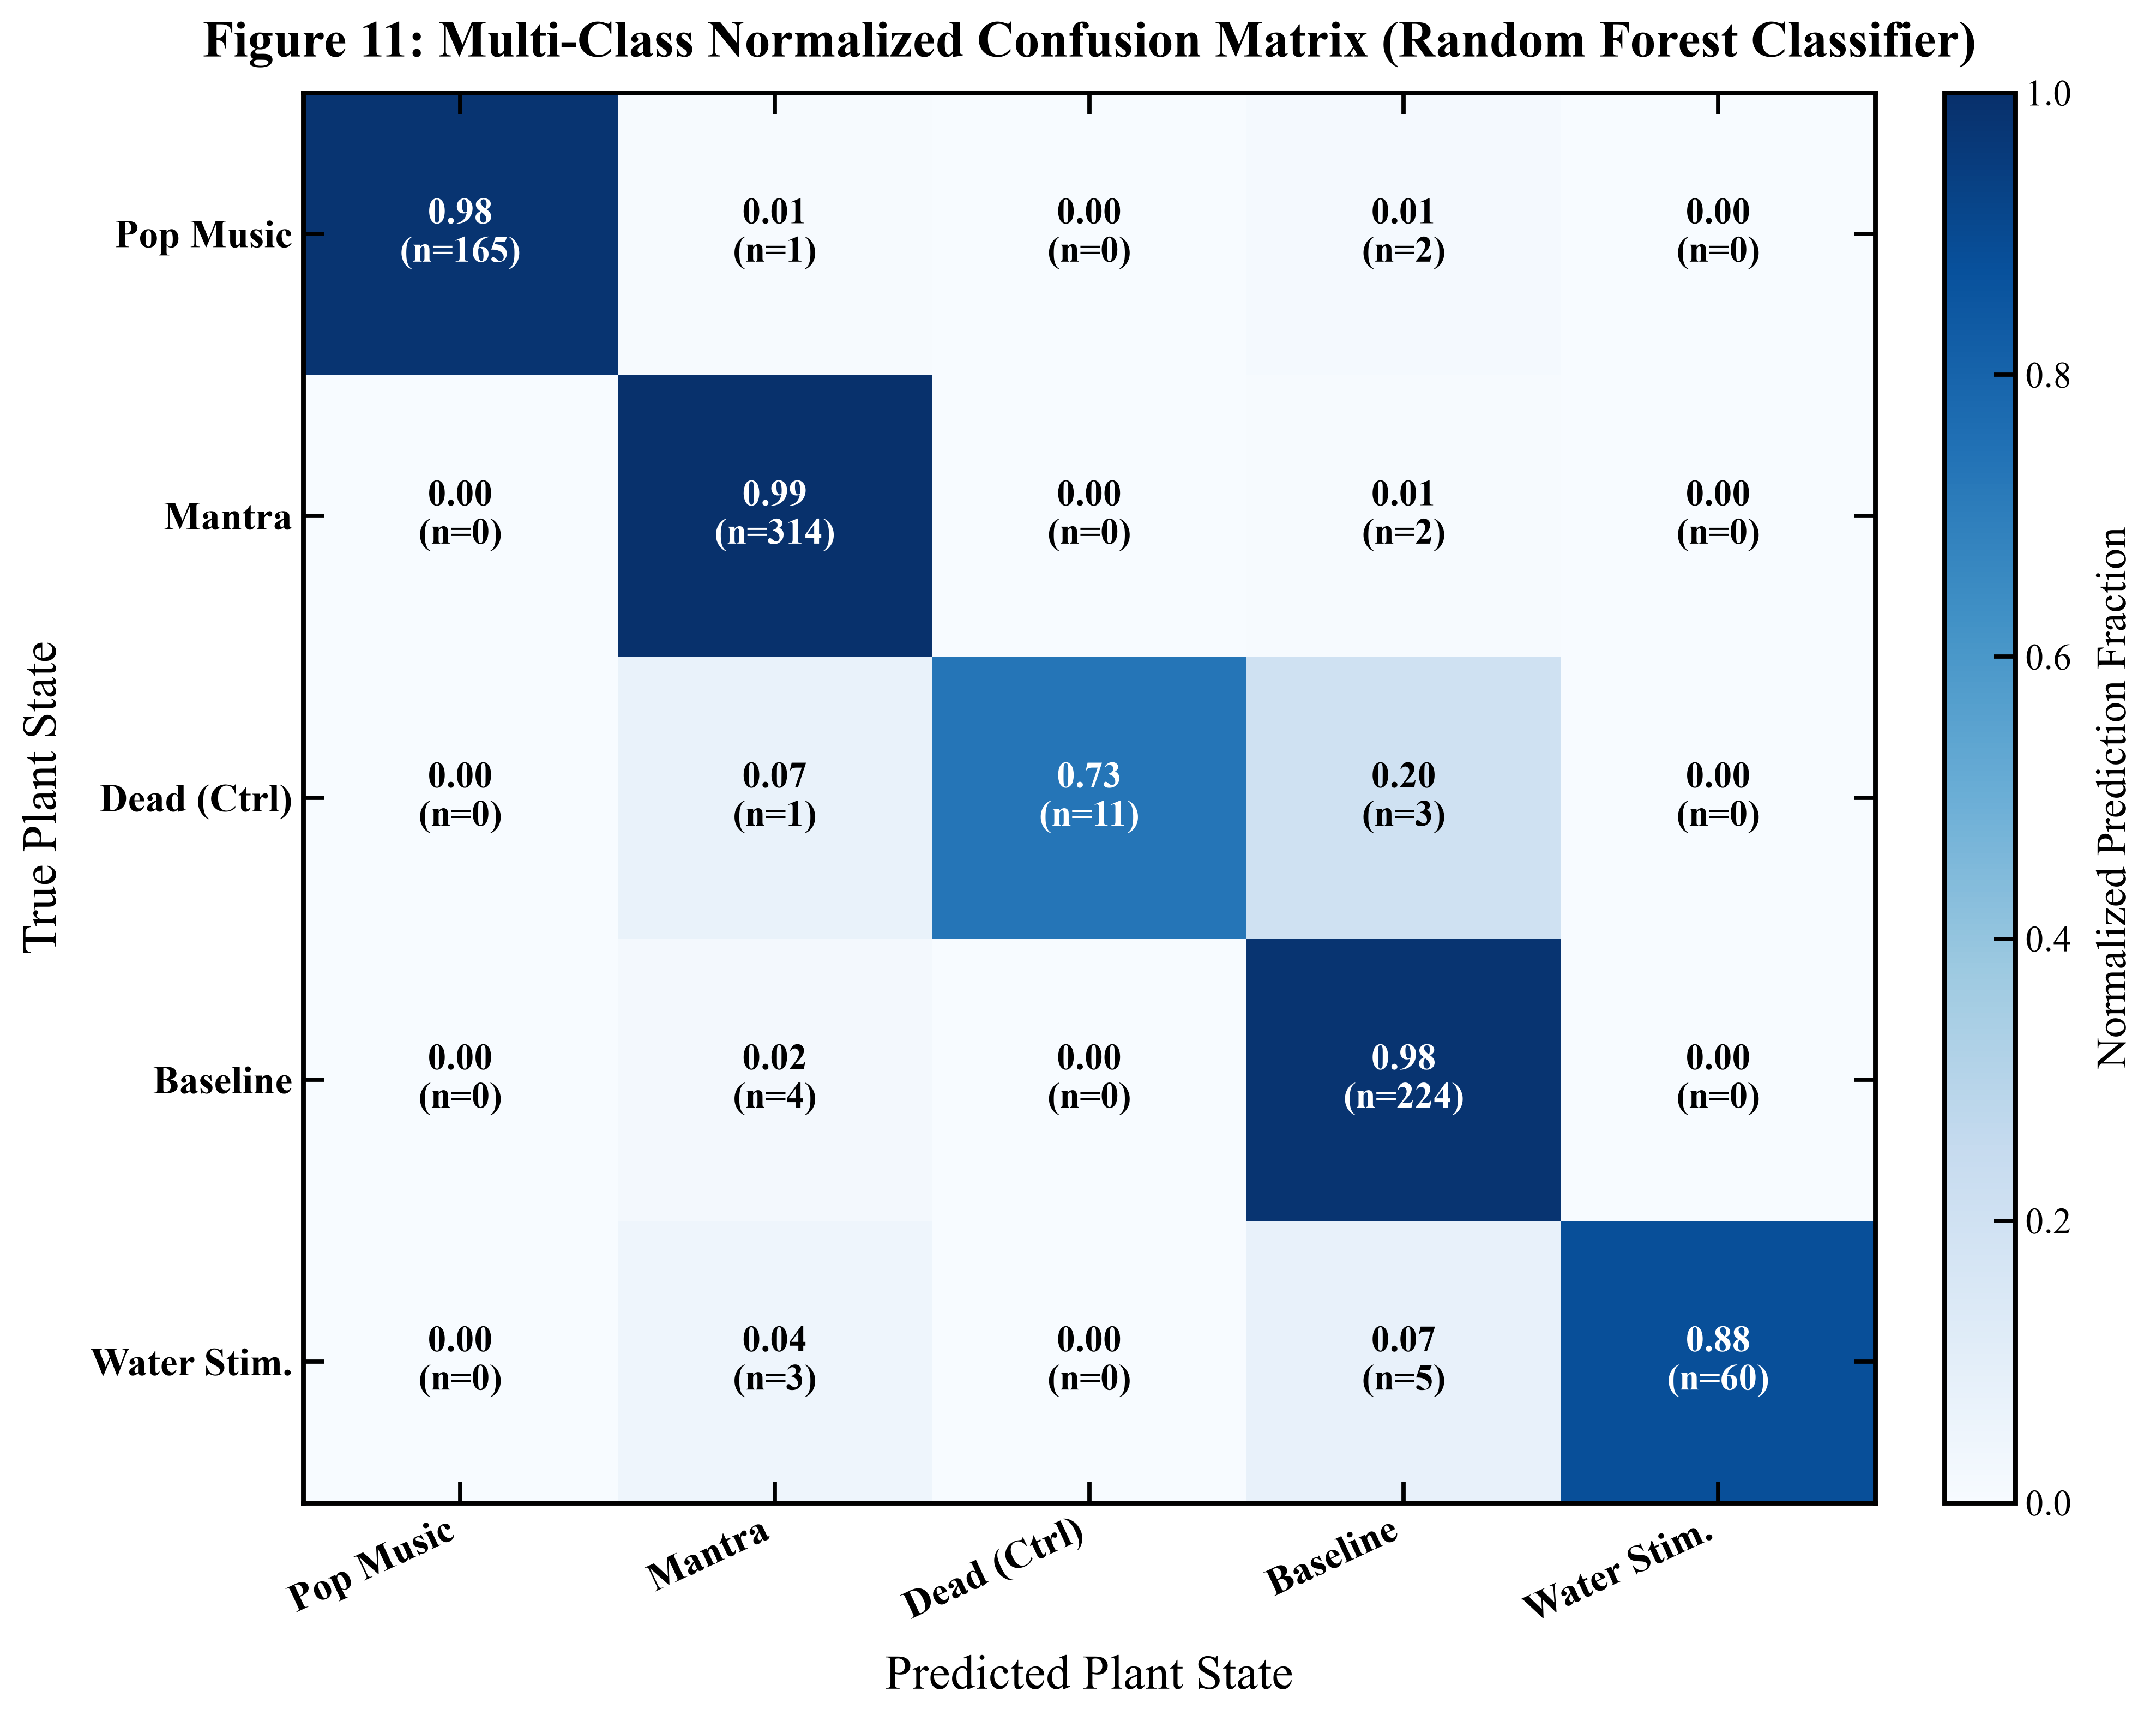 Figure 11: Multi-Class Normalized Confusion Matrix (Random Forest Classifier)
True Plant State
Pop Music
0.98
(n=165)
0.01
(n=1)
0.00
(n=0)
0.01
(n=2)
0.00
(n=0)
Mantra
0.00
(n=0)
0.99
(n=314)
0.00
(n=0)
0.01
(n=2)
0.00
(n=0)
Dead (Ctrl)
0.00
(n=0)
0.07
(n=1)
0.73
(n=11)
0.20
(n=3)
0.00
(n=0)
Baseline
0.00
(n=0)
0.02
(n=4)
0.00
(n=0)
0.98
(n=224)
0.00
(n=0)
Water Stim.
0.00
(n=0)
0.04
(n=3)
0.00
(n=0)
0.07
(n=5)
0.88
(n=60)
Pop Music
Mantra
Dead (Ctrl)
Baseline
Water Stim.
Predicted Plant State
1.0
0.8
0.6
0.4
0.2
0.0
Normalized Prediction Fraction